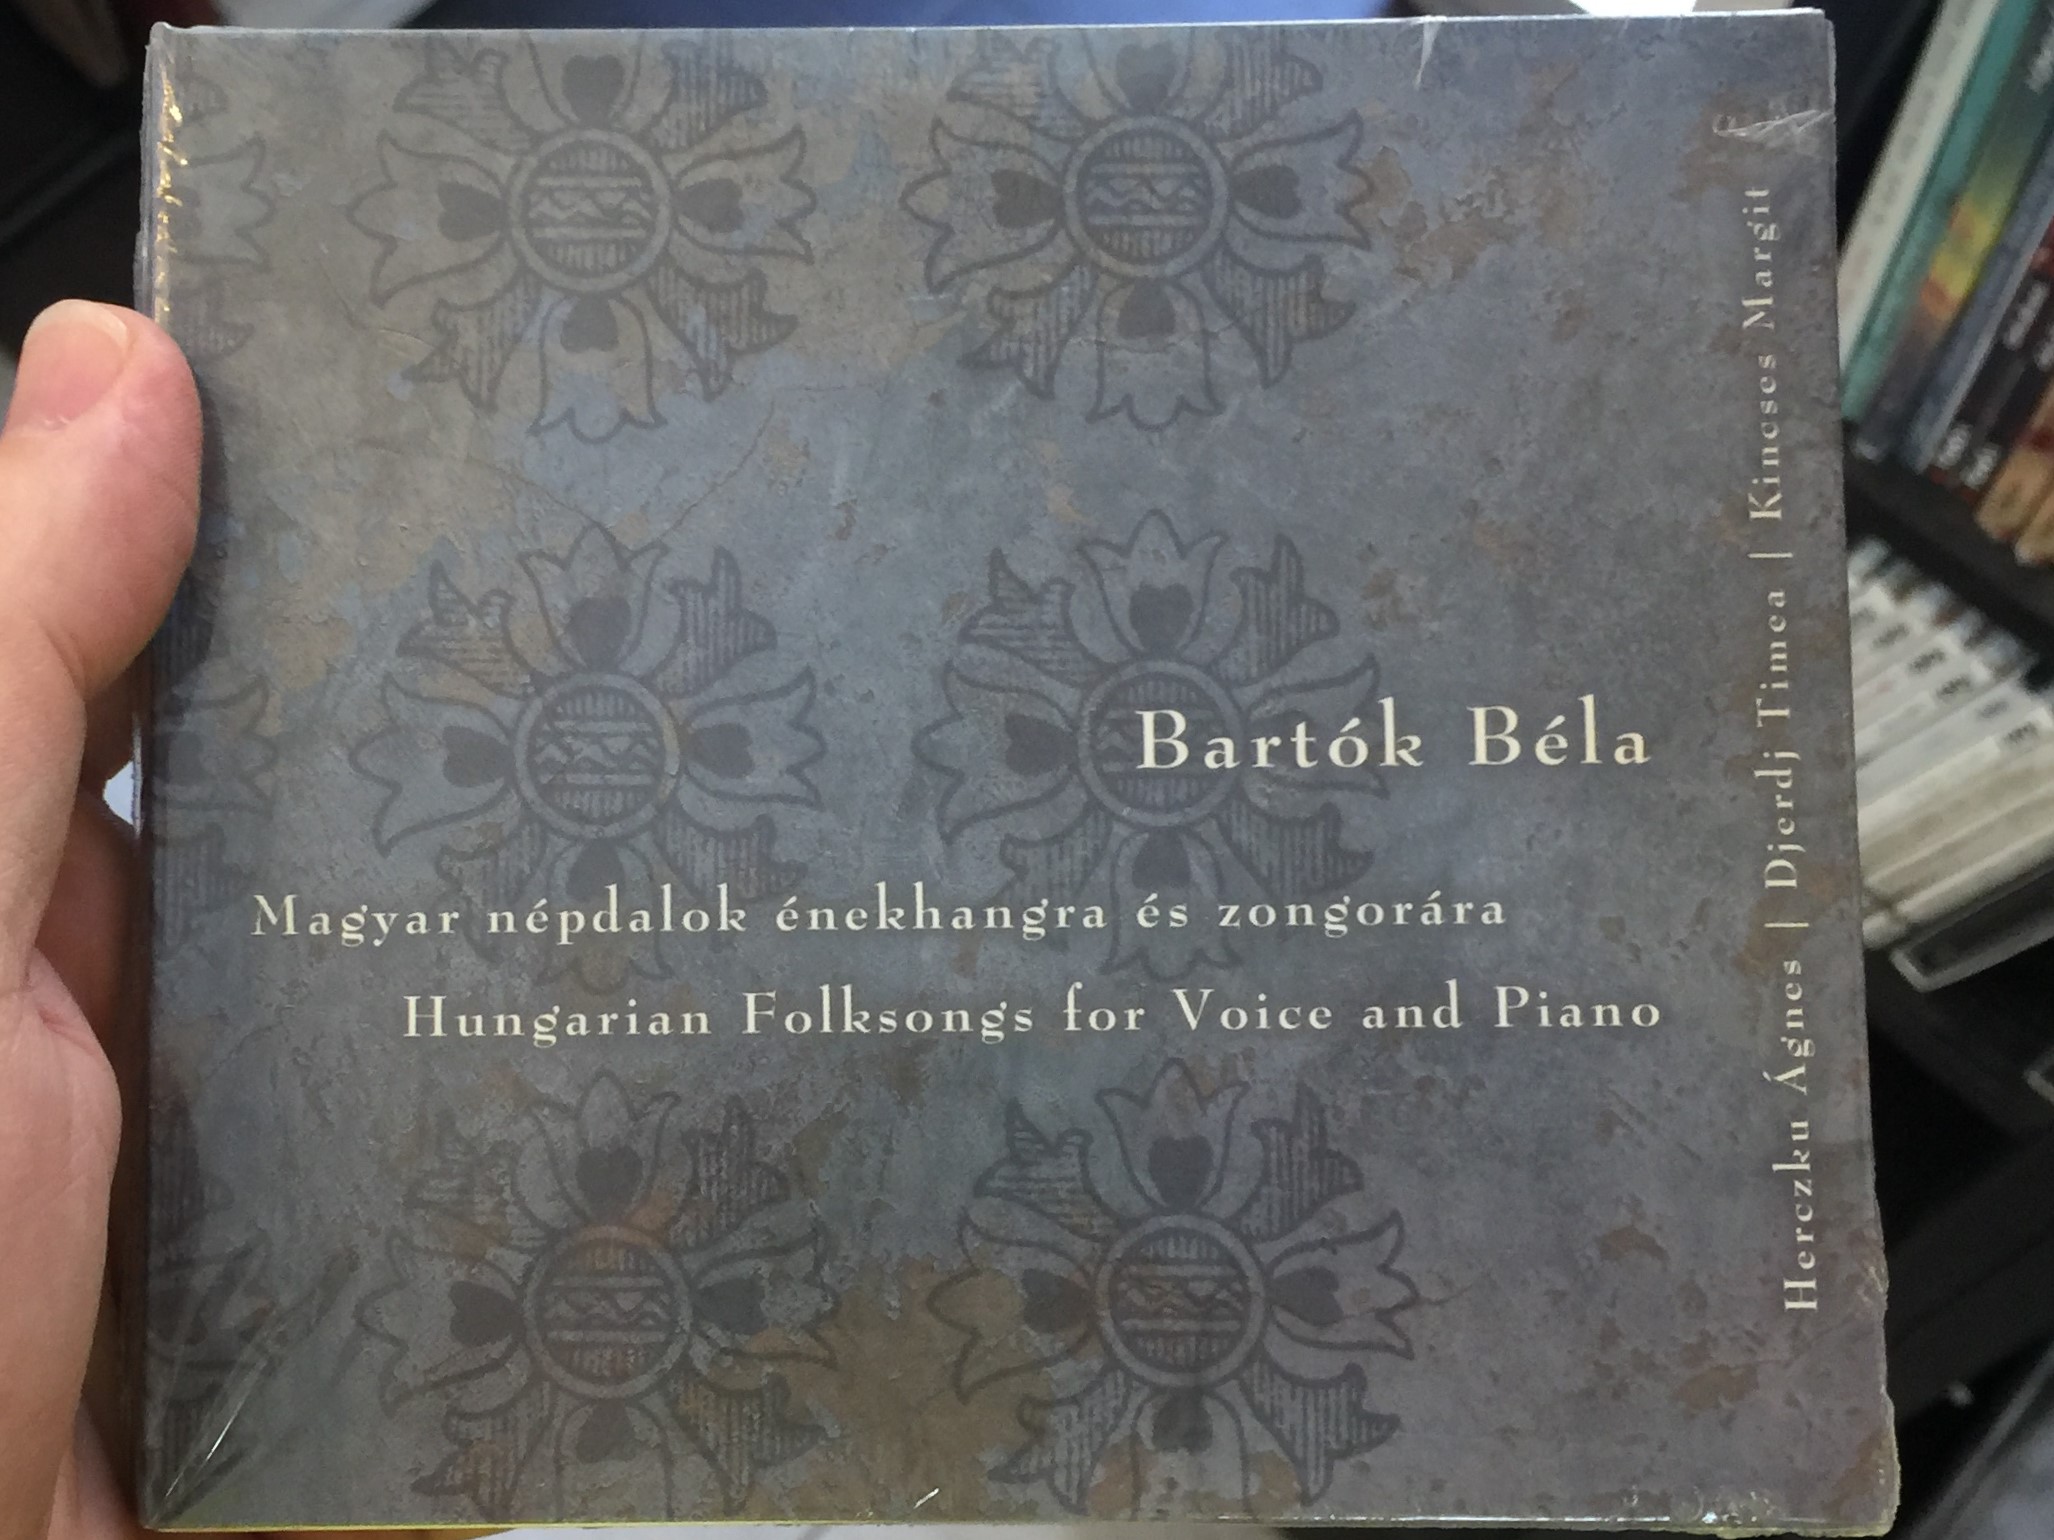 Bartók Béla
Magyar népdalok énekhangra és zongorára
Hungarian Folksongs for Voice and Piano
Herczku Ágnes | Djerdj Timea | Kincses Margit